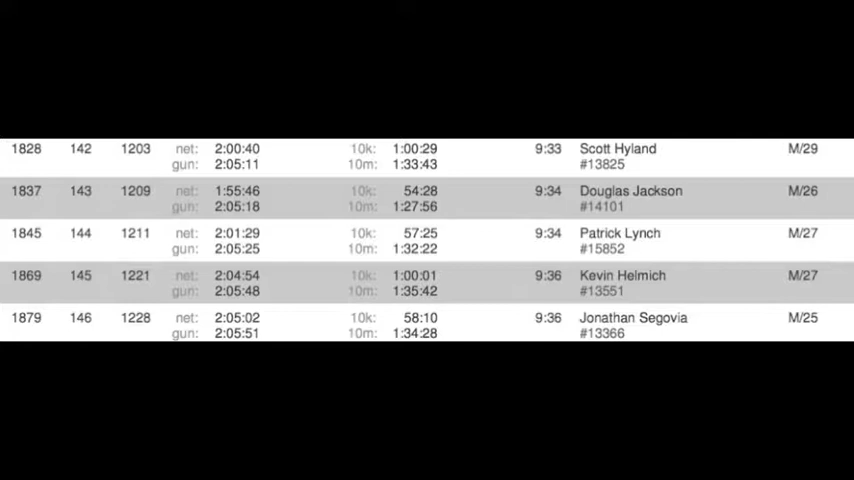 1828 142 1203 net: 2:00:40 10k: 1:00:29 9:33 Scott Hyland M/29
gun: 2:05:11 10m: 1:33:43 #13825
1837 143 1209 net: 1:55:46 10k: 54:28 9:34 Douglas Jackson M/26
gun: 2:05:18 10m: 1:27:56 #14101
1845 144 1211 net: 2:01:29 10k: 57:25 9:34 Patrick Lynch M/27
gun: 2:05:25 10m: 1:32:22 #15852
1869 145 1221 net: 2:04:54 10k: 1:00:01 9:36 Kevin Helmich M/27
gun: 2:05:48 10m: 1:35:42 #13551
1879 146 1228 net: 2:05:02 10k: 58:10 9:36 Jonathan Segovia M/25
gun: 2:05:51 10m: 1:34:28 #13366